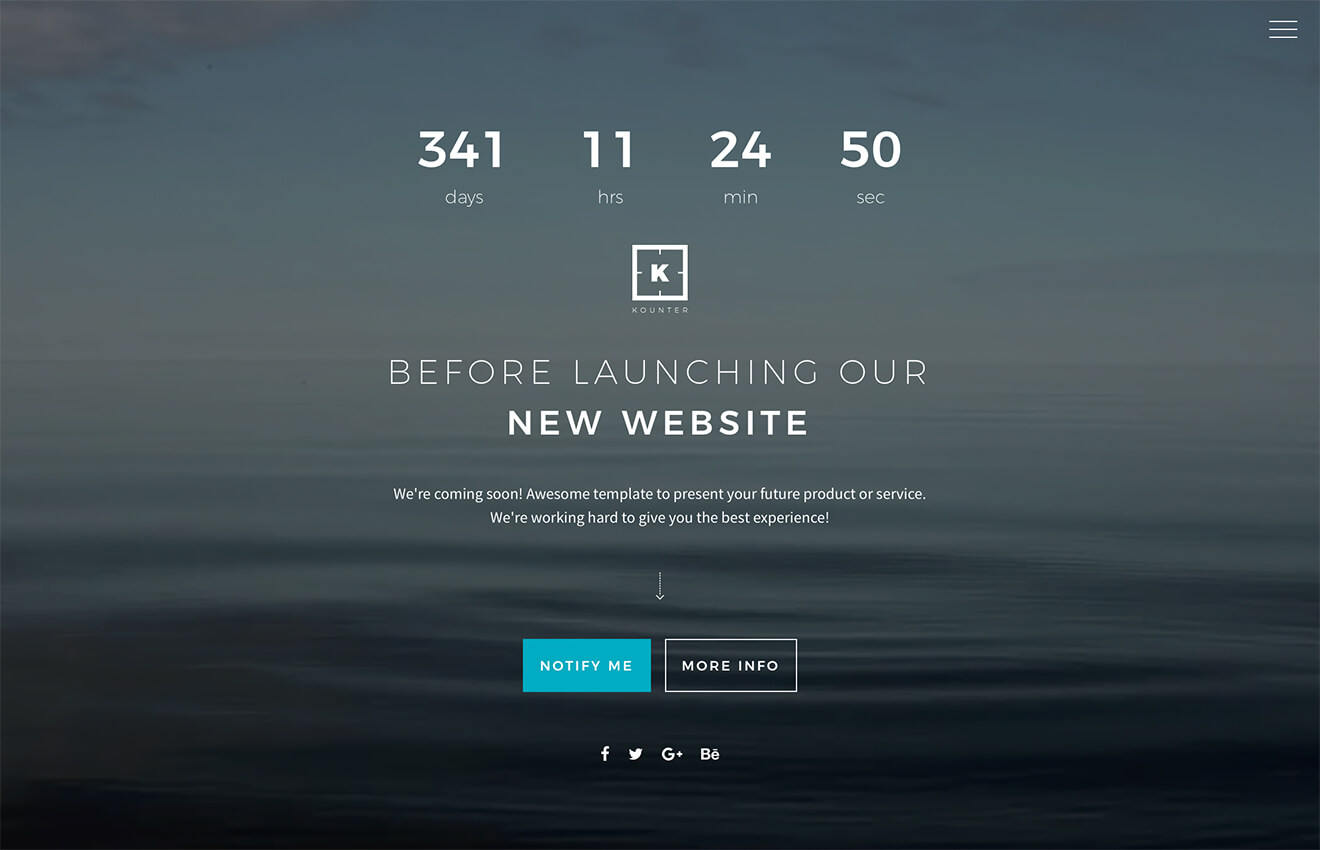 341 11 24 50
days hrs min sec
K
KOUNTER
BEFORE LAUNCHING OUR
NEW WEBSITE
We're coming soon! Awesome template to present your future product or service.
We're working hard to give you the best experience!
NOTIFY ME MORE INFO
f G+ Bē